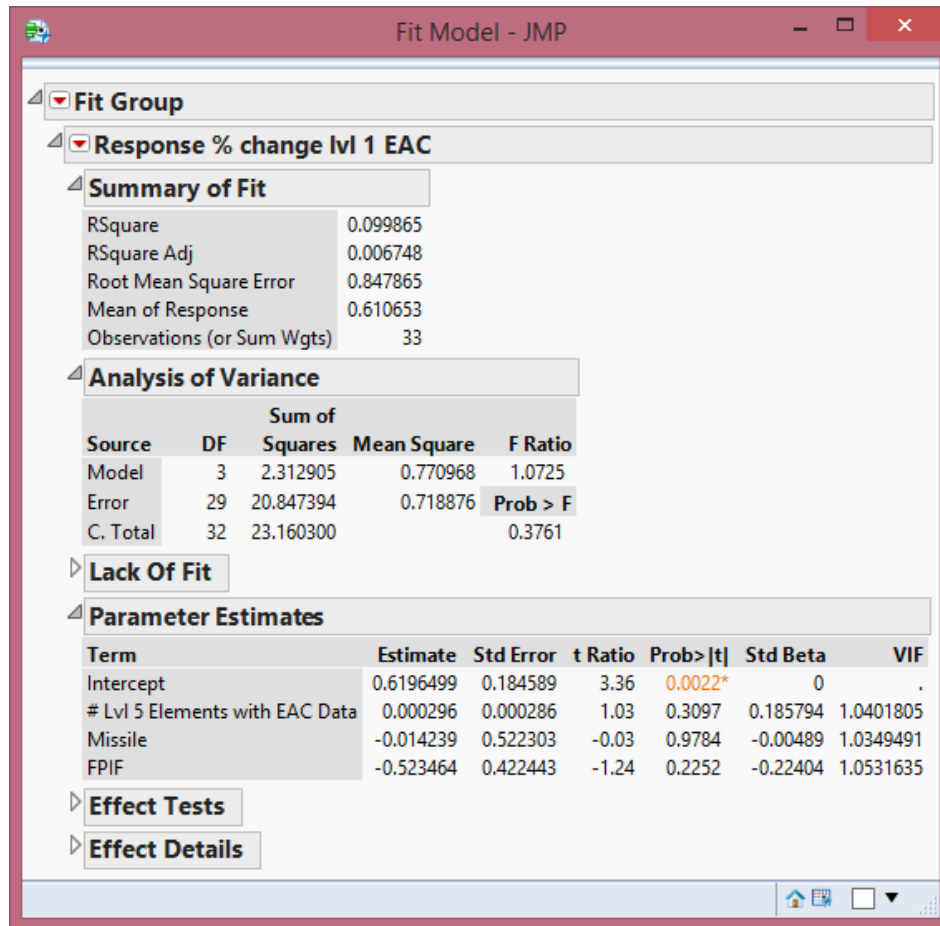 Fit Model - JMP
Fit Group
Response % change lvl 1 EAC
Summary of Fit
RSquare 0.099865
RSquare Adj 0.006748
Root Mean Square Error 0.847865
Mean of Response 0.610653
Observations (or Sum Wgts) 33
Analysis of Variance
Sum of
Source DF Squares Mean Square F Ratio
Model 3 2.312905 0.770968 1.0725
Error 29 20.847394 0.718876 Prob > F
C. Total 32 23.160300 0.3761
Lack Of Fit
Parameter Estimates
Term Estimate Std Error t Ratio Prob>|t| Std Beta VIF
Intercept 0.6196499 0.184589 3.36 0.0022* 0 .
# Lvl 5 Elements with EAC Data 0.000296 0.000286 1.03 0.3097 0.185794 1.0401805
Missile -0.014239 0.522303 -0.03 0.9784 -0.00489 1.0349491
FPIF -0.523464 0.422443 -1.24 0.2252 -0.22404 1.0531635
Effect Tests
Effect Details